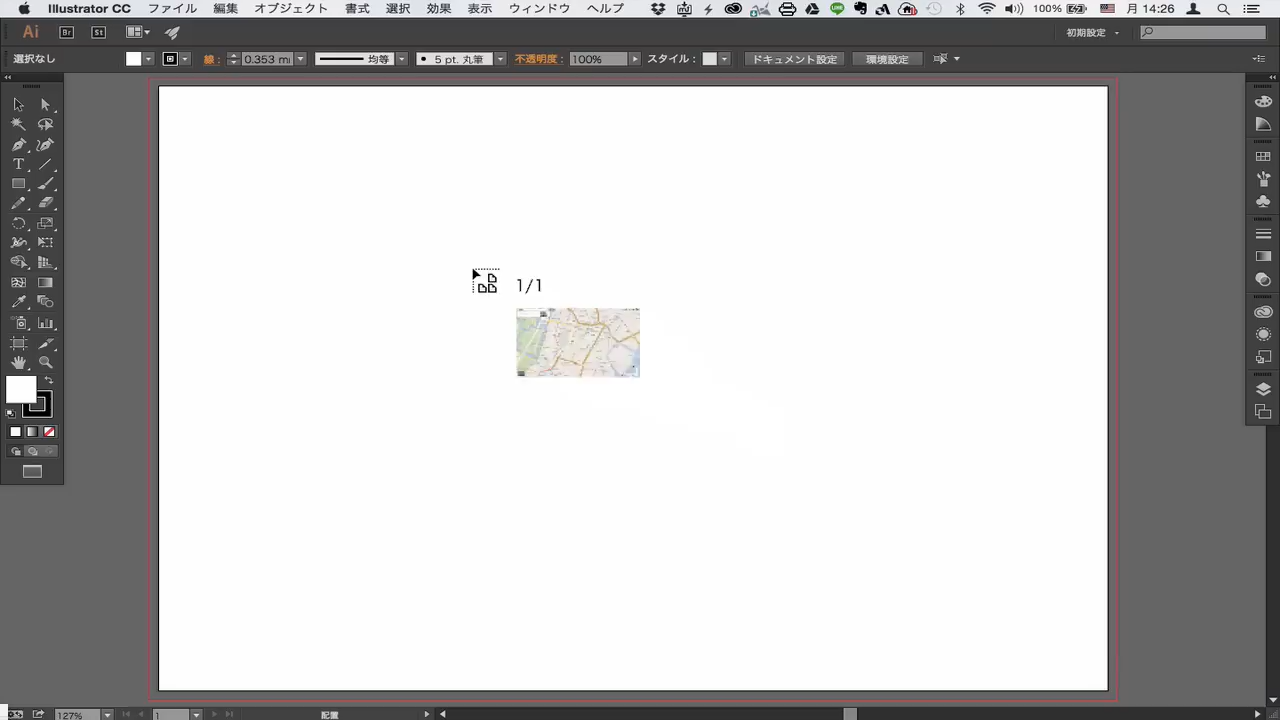 Illustrator CC ファイル 編集 オブジェクト 書式 選択 効果 表示 ウィンドウ ヘルプ 100% 月 14:26
Ai Br St 初期設定
選択なし 線 : 0.353 mi 均等 5 pt. 丸筆 不透明度 : 100% スタイル : ドキュメント設定 環境設定
T
1/1
127% 1 配置